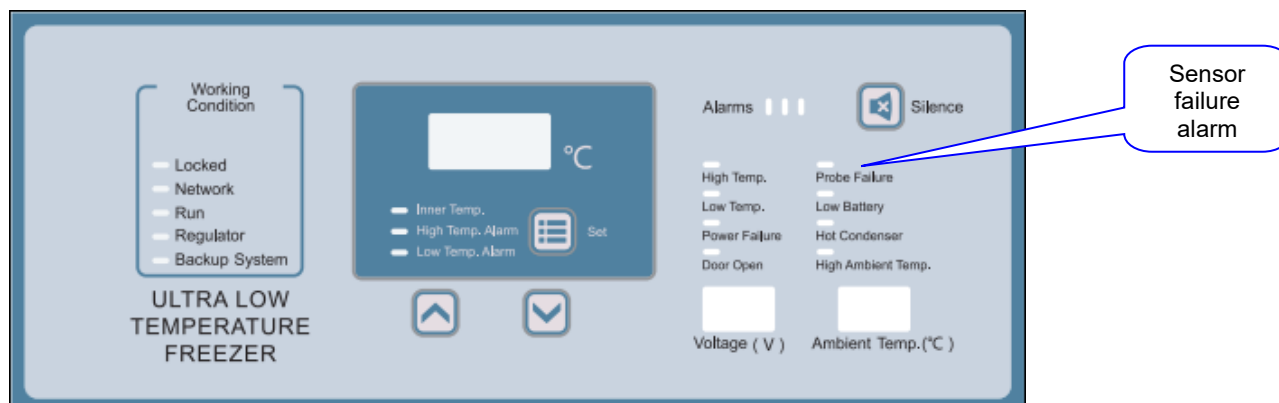 Working
Condition
Locked
Network
Run
Regulator
Backup System
ULTRA LOW
TEMPERATURE
FREEZER
°C
Inner Temp.
High Temp. Alarm
Low Temp. Alarm
Set
Alarms
Silence
High Temp.
Probe Failure
Low Temp.
Low Battery
Power Failure
Hot Condenser
Door Open
High Ambient Temp.
Voltage ( V )
Ambient Temp.(°C )
Sensor
failure
alarm